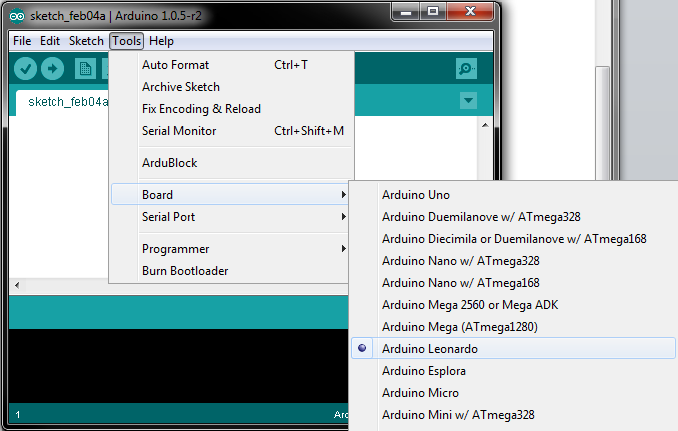 sketch_feb04a | Arduino 1.0.5-r2
File Edit Sketch Tools Help
sketch_feb04a
Auto Format Ctrl+T
Archive Sketch
Fix Encoding & Reload
Serial Monitor Ctrl+Shift+M
ArduBlock
Board
Serial Port
Programmer
Burn Bootloader
Arduino Uno
Arduino Duemilanove w/ ATmega328
Arduino Diecimila or Duemilanove w/ ATmega168
Arduino Nano w/ ATmega328
Arduino Nano w/ ATmega168
Arduino Mega 2560 or Mega ADK
Arduino Mega (ATmega1280)
Arduino Leonardo
Arduino Esplora
Arduino Micro
Arduino Mini w/ ATmega328
1